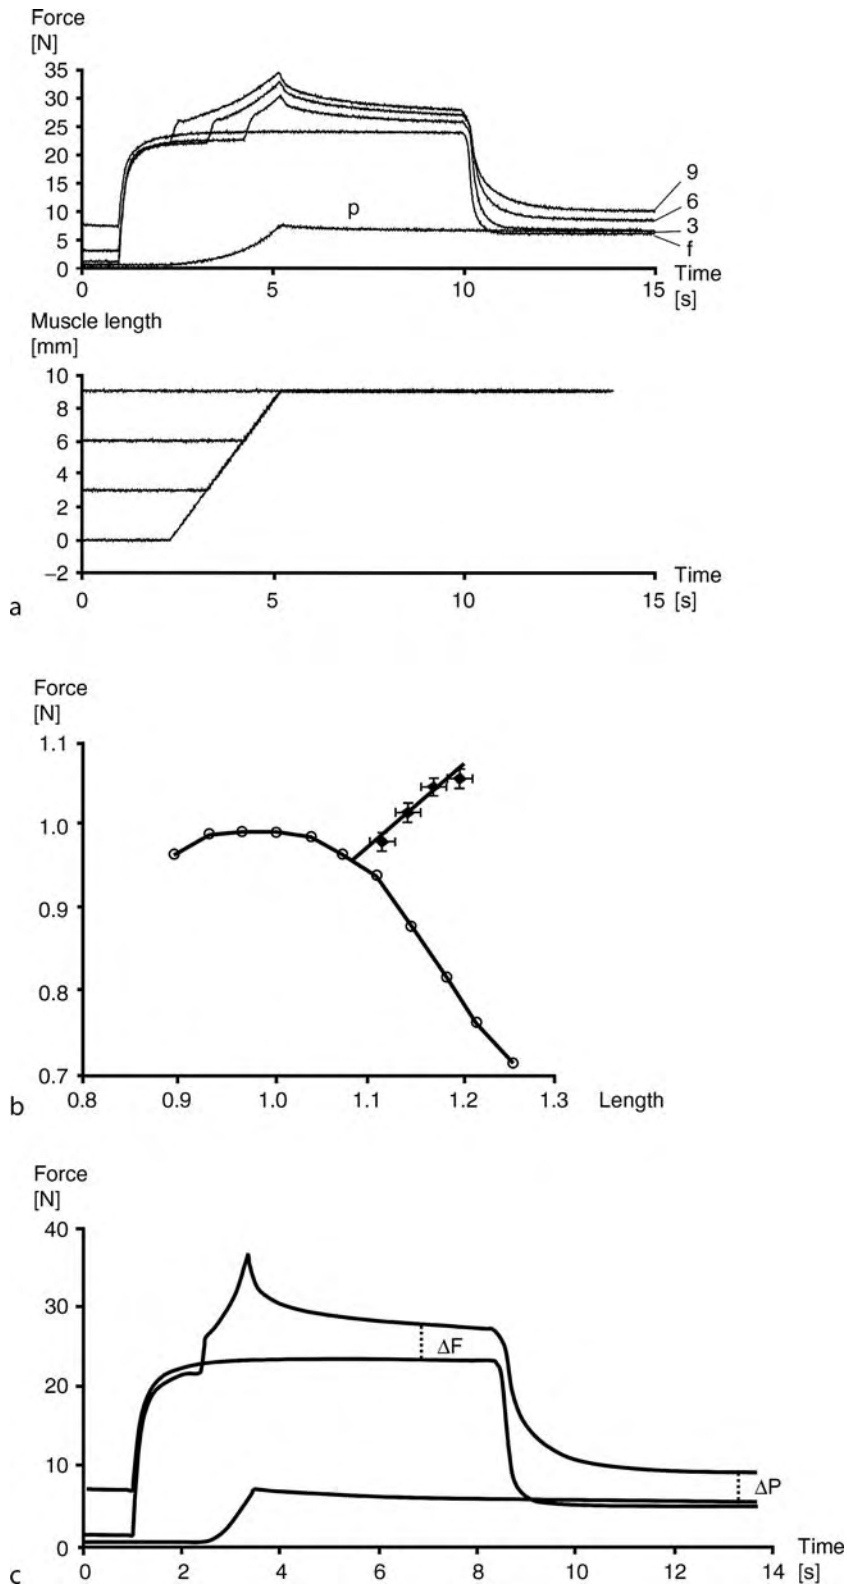 Force
[N]
35
30
25
20
15
10
5
0
p
9
6
3
f
0 5 10 15
Time
[s]
Muscle length
[mm]
10
8
6
4
2
0
−2
0 5 10 15
Time
[s]
a
Force
[N]
1.1
1.0
0.9
0.8
0.7
0.8 0.9 1.0 1.1 1.2 1.3 Length
b
Force
[N]
40
30
20
10
0
ΔF
ΔP
0 2 4 6 8 10 12 14
Time
[s]
c